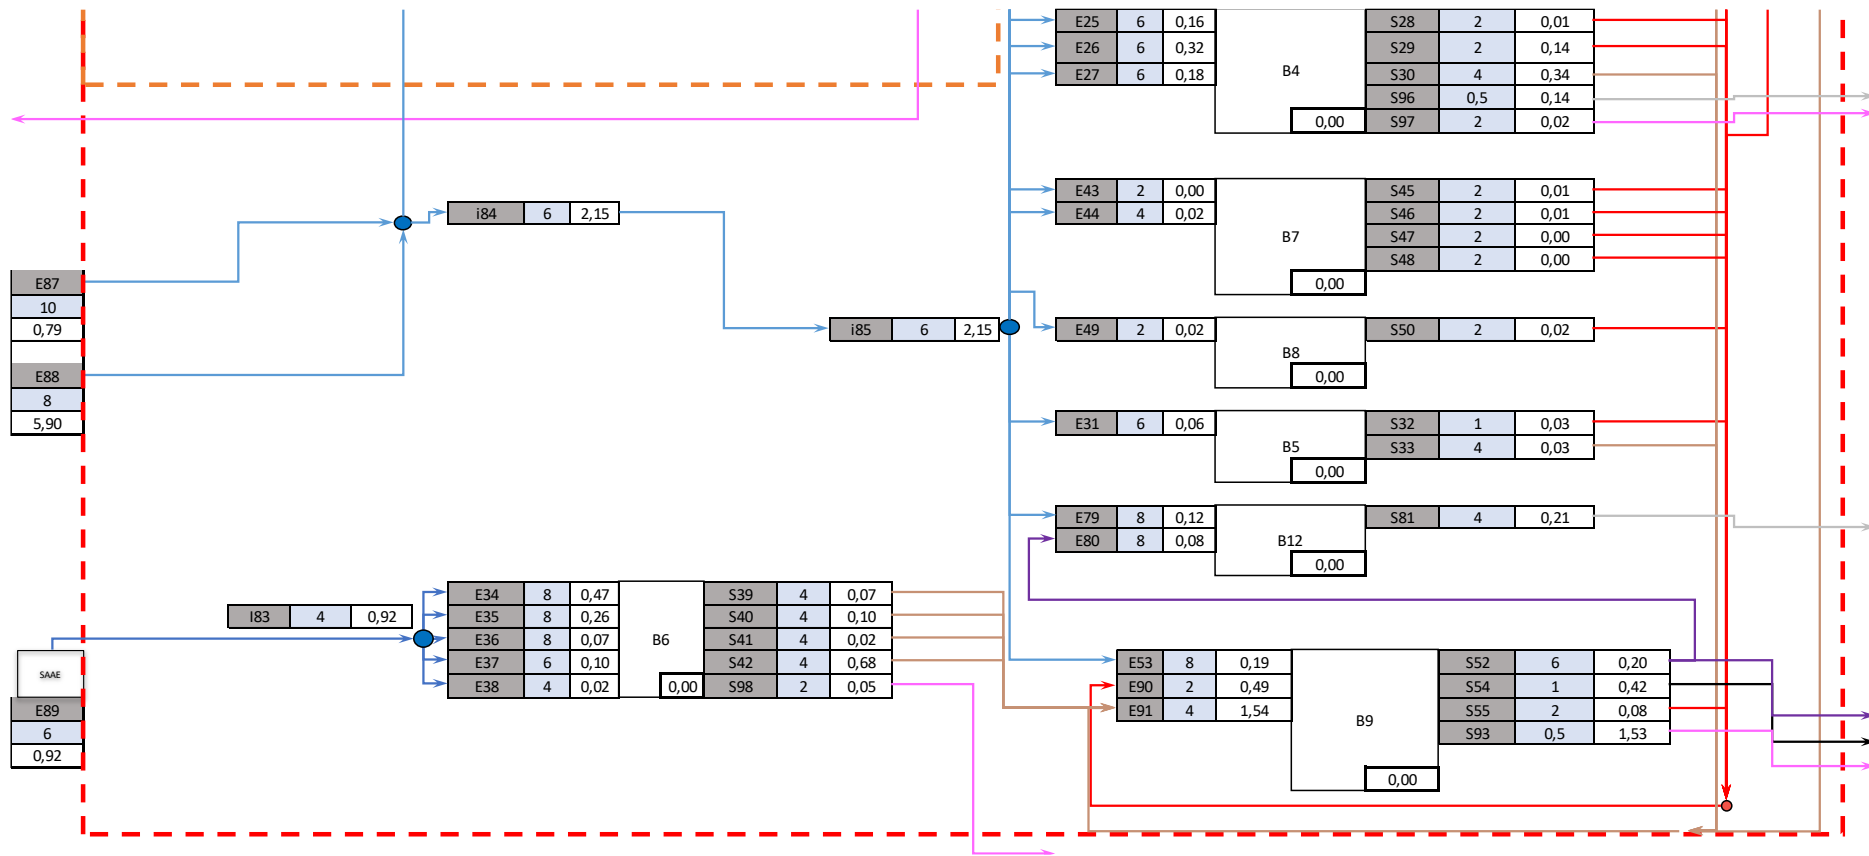 E25 6 0,16 S28 2 0,01
E26 6 0,32 S29 2 0,14
E27 6 0,18 B4 S30 4 0,34
S96 0,5 0,14
0,00 S97 2 0,02
E43 2 0,00 S45 2 0,01
i84 6 2,15 E44 4 0,02 S46 2 0,01
B7 S47 2 0,00
S48 2 0,00
E87 0,00
10
0,79 i85 6 2,15 E49 2 0,02 S50 2 0,02
B8
E88 0,00
8
5,90 E31 6 0,06 S32 1 0,03
B5 S33 4 0,03
0,00
E79 8 0,12 S81 4 0,21
E80 8 0,08 B12
0,00
E34 8 0,47 S39 4 0,07
I83 4 0,92 E35 8 0,26 S40 4 0,10
E36 8 0,07 B6 S41 4 0,02
E37 6 0,10 S42 4 0,68 E53 8 0,19 S52 6 0,20
SAAE E38 4 0,02 0,00 S98 2 0,05 E90 2 0,49 S54 1 0,42
E89 E91 4 1,54 B9 S55 2 0,08
6 S93 0,5 1,53
0,92
0,00